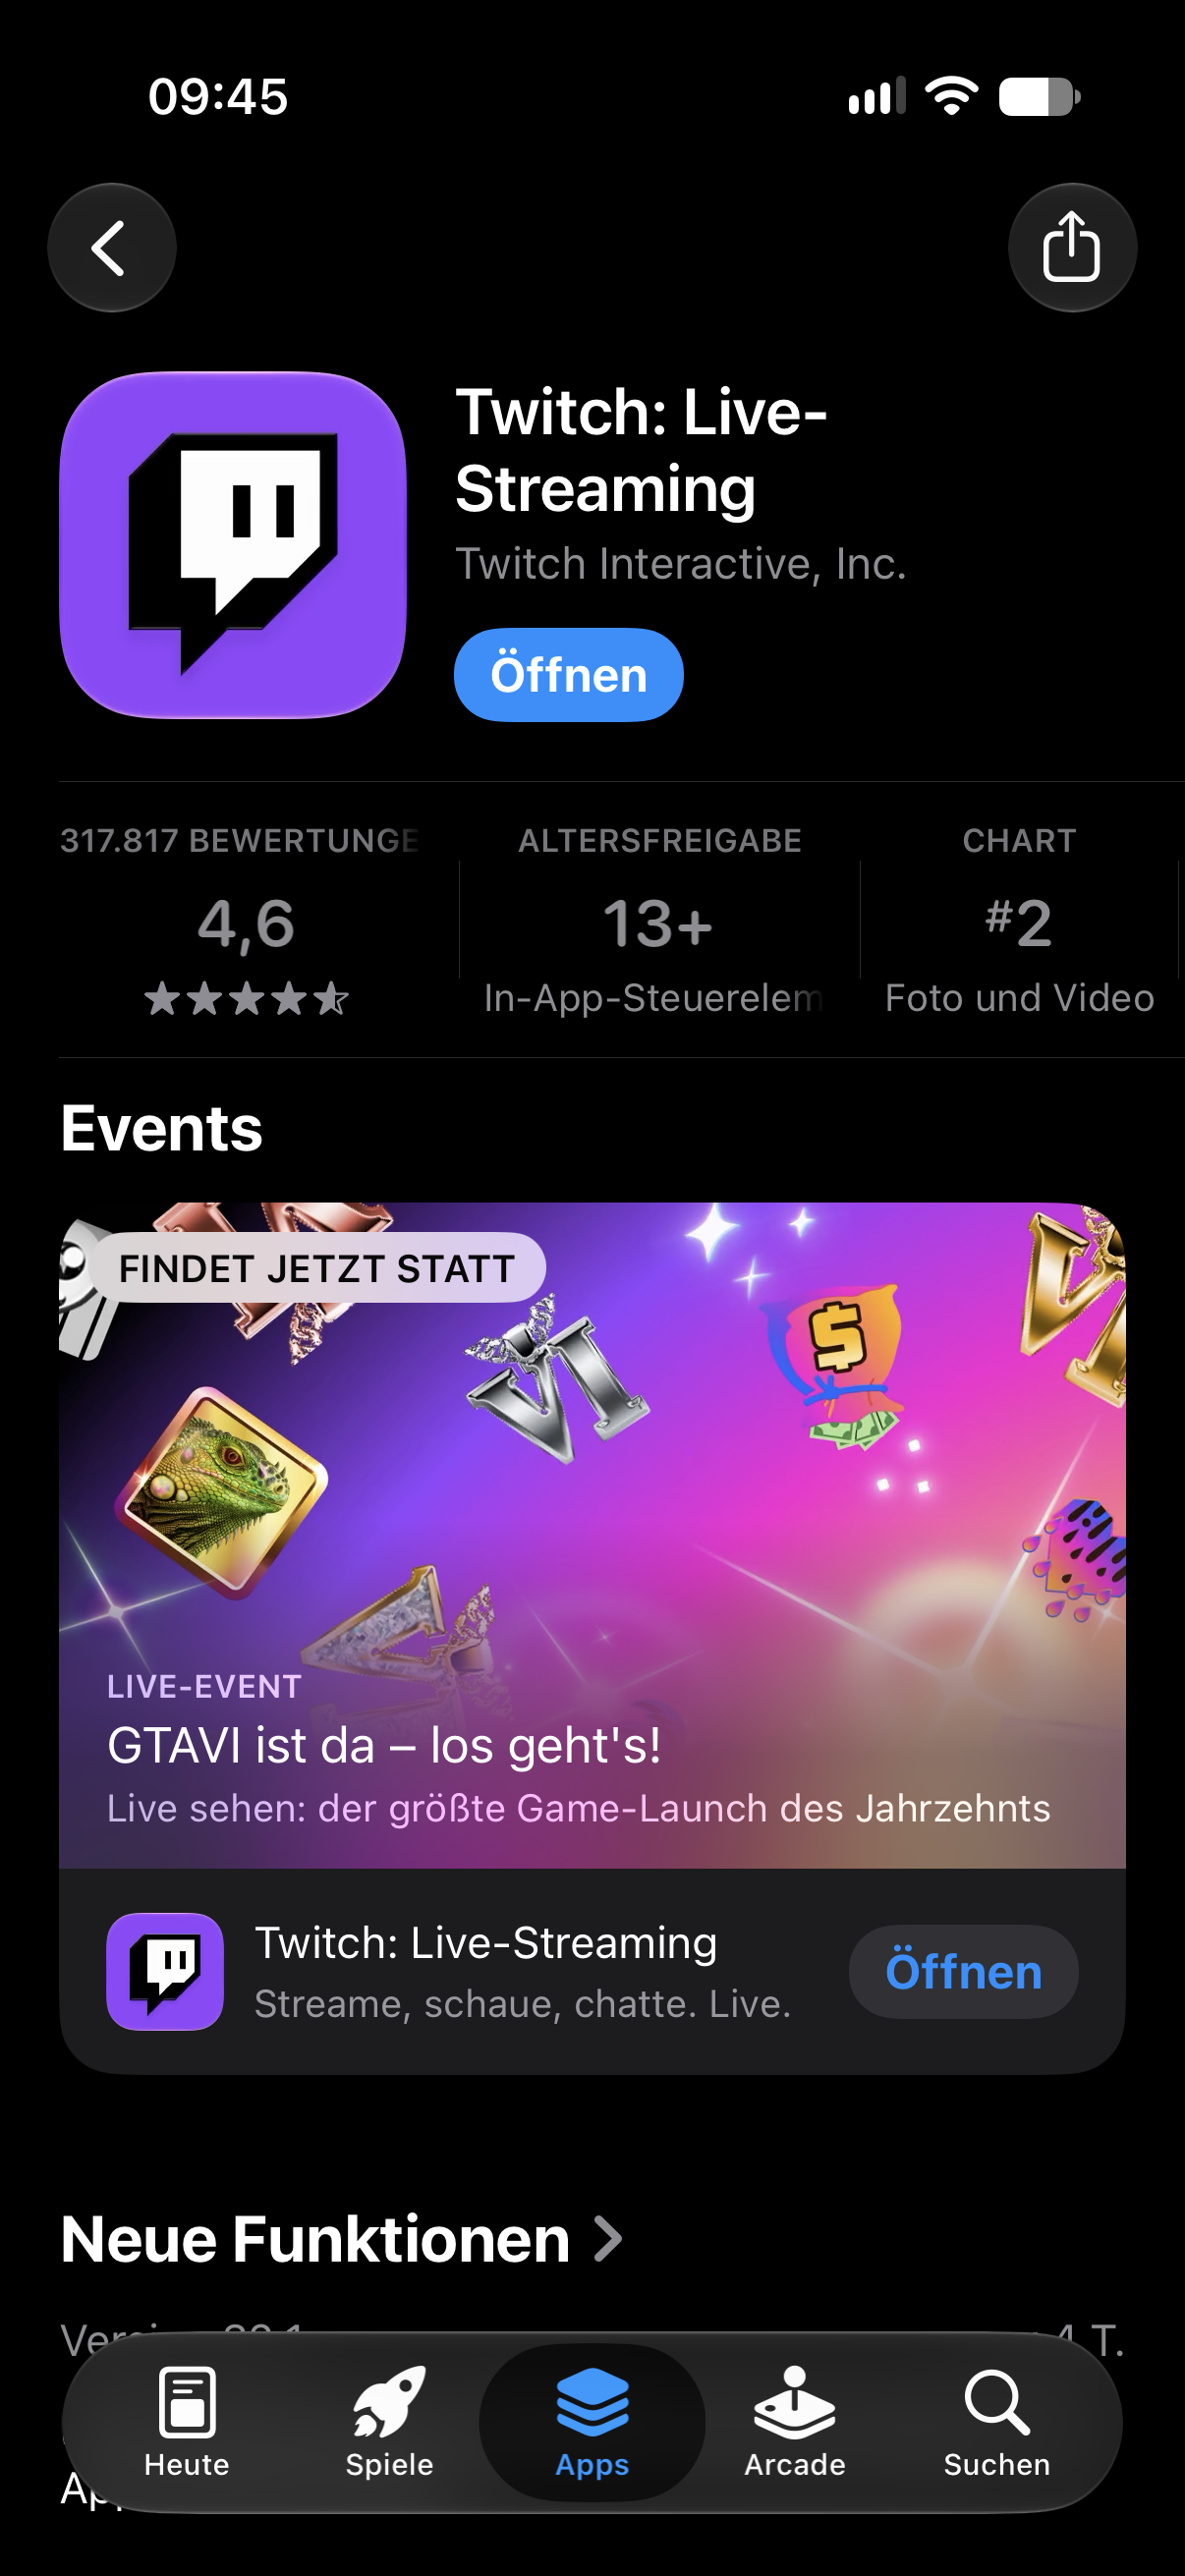 09:45
Twitch: Live-
Streaming
Twitch Interactive, Inc.
Öffnen
317.817 BEWERTUNGE
4,6
ALTERSFREIGABE
13+
In-App-Steuerelem
CHART
#2
Foto und Video
Events
FINDET JETZT STATT
VI
$
LIVE-EVENT
GTAVI ist da – los geht's!
Live sehen: der größte Game-Launch des Jahrzehnts
Twitch: Live-Streaming
Streame, schaue, chatte. Live.
Öffnen
Neue Funktionen
T.
Heute
Spiele
Apps
Arcade
Suchen